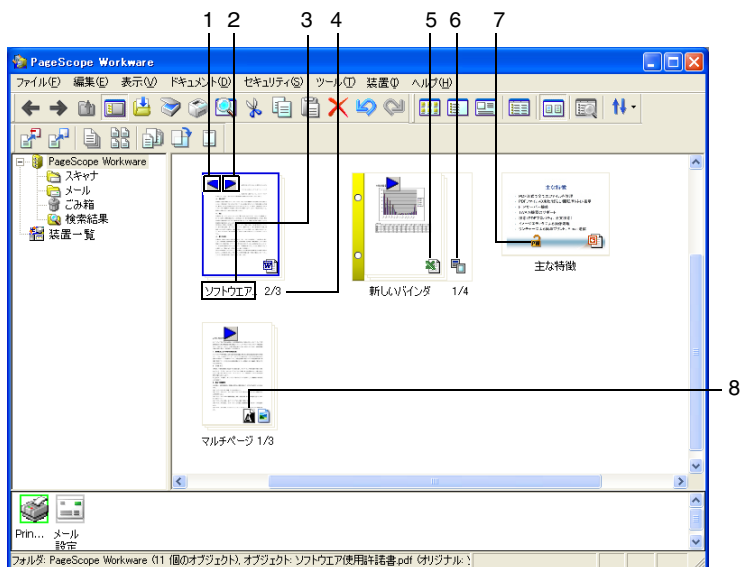 1 2 3 4 5 6 7
PageScope Workware
ファイル(F) 編集(E) 表示(V) ドキュメント(D) セキュリティ(S) ツール(T) 装置(I) ヘルプ(H)
PageScope Workware
スキャナ
メール
ごみ箱
検索結果
装置一覧
主な特徴
ソフトウエア. 2/3
新しいバインダ 1/4
主な特徴
8
マルチページ 1/3
Prin...
メール
設定
フォルダ: PageScope Workware (11 個のオブジェクト), オブジェクト: ソフトウエア使用許諾書.pdf (オリジナル: